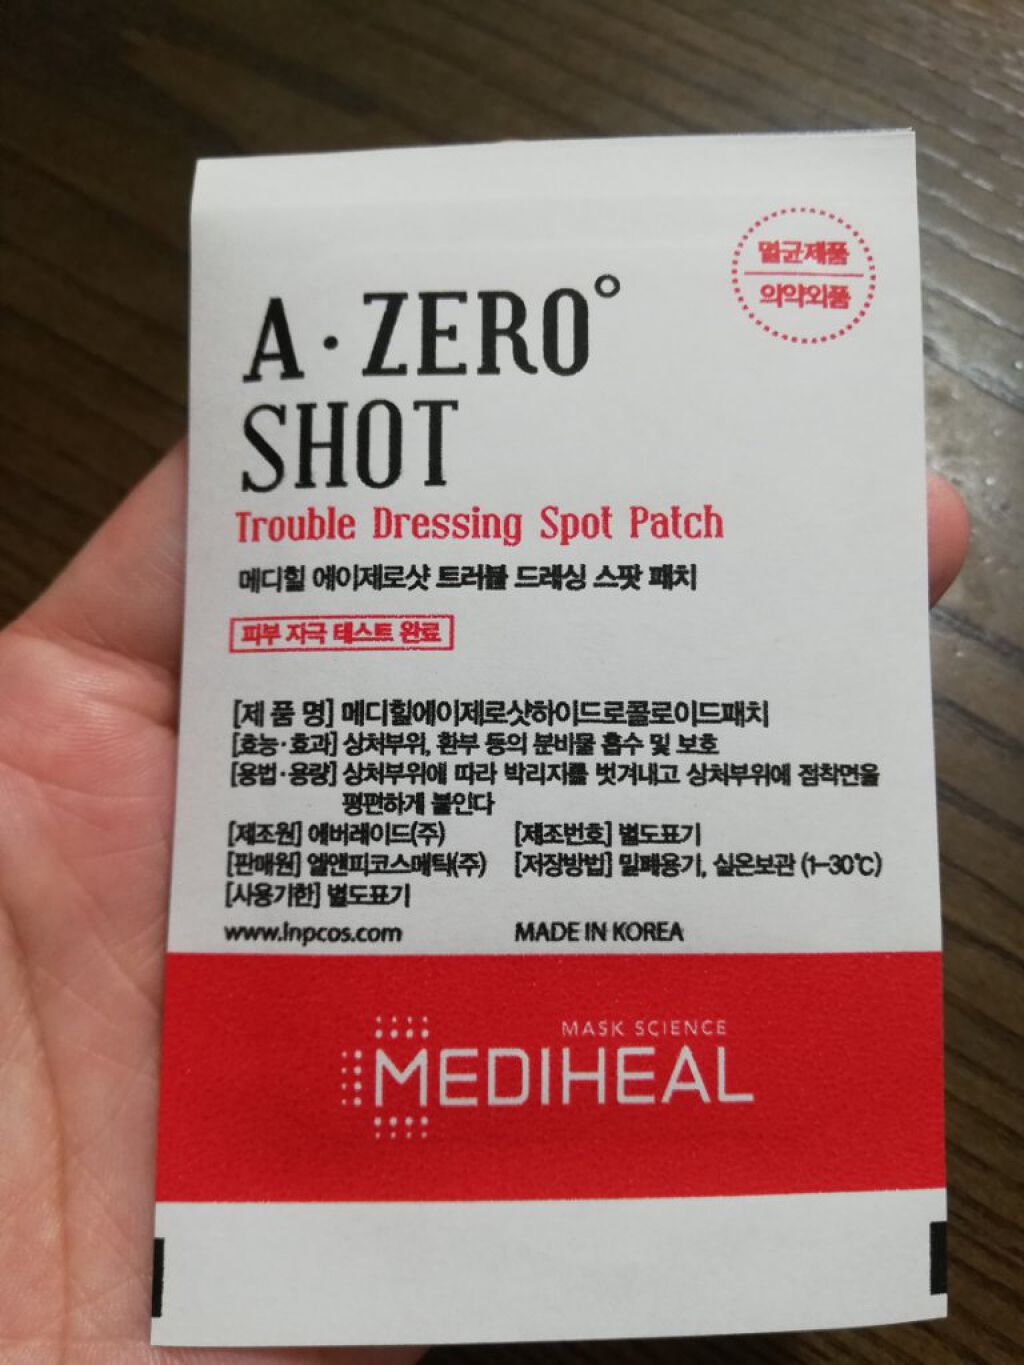 멸균제품
의약외품
A·ZERO°
SHOT
Trouble Dressing Spot Patch
메디힐 에이제로샷 트러블 드레싱 스팟 패치
피부 자극 테스트 완료
[제 품 명] 메디힐에이제로샷하이드로콜로이드패치
[효능·효과] 상처부위, 환부 등의 분비물 흡수 및 보호
[용법·용량] 상처부위에 따라 박리지를 벗겨내고 상처부위에 점착면을
평편하게 붙인다
[제조원] 에버레이드(주) [제조번호] 별도표기
[판매원] 엘앤피코스메틱(주) [저장방법] 밀폐용기, 실온보관 (1-30℃)
[사용기한] 별도표기
www.lnpcos.com MADE IN KOREA
MASK SCIENCE
MEDIHEAL